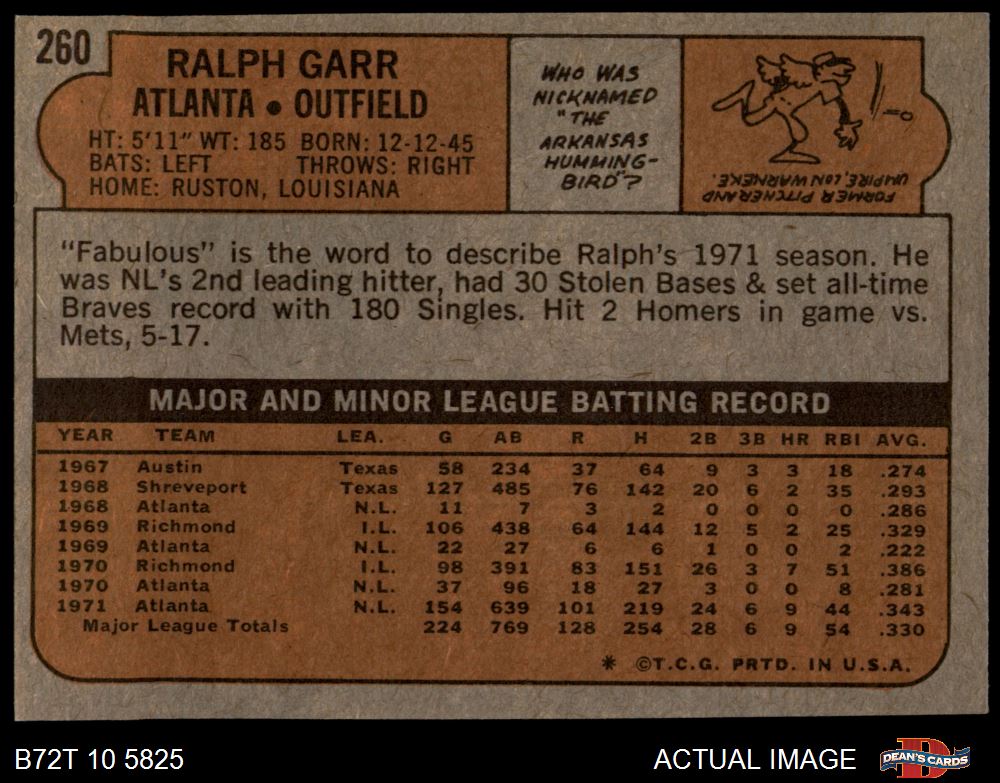 260
RALPH GARR
ATLANTA • OUTFIELD
HT: 5'11" WT: 185 BORN: 12-12-45
BATS: LEFT THROWS: RIGHT
HOME: RUSTON, LOUISIANA
WHO WAS
NICKNAMED
"THE
ARKANSAS
HUMMING-
BIRD"?
FORMER PITCHER AND
UMPIRE, LON WARNEKE.
"Fabulous" is the word to describe Ralph's 1971 season. He
was NL's 2nd leading hitter, had 30 Stolen Bases & set all-time
Braves record with 180 Singles. Hit 2 Homers in game vs.
Mets, 5-17.
MAJOR AND MINOR LEAGUE BATTING RECORD
YEAR TEAM LEA. G AB R H 2B 3B HR RBI AVG.
1967 Austin Texas 58 234 37 64 9 3 3 18 .274
1968 Shreveport Texas 127 485 76 142 20 6 2 35 .293
1968 Atlanta N.L. 11 7 3 2 0 0 0 0 .286
1969 Richmond I.L. 106 438 64 144 12 5 2 25 .329
1969 Atlanta N.L. 22 27 6 6 1 0 0 2 .222
1970 Richmond I.L. 98 391 83 151 26 3 7 51 .386
1970 Atlanta N.L. 37 96 18 27 3 0 0 8 .281
1971 Atlanta N.L. 154 639 101 219 24 6 9 44 .343
Major League Totals 224 769 128 254 28 6 9 54 .330
* ©T.C.G. PRTD. IN U.S.A.
B72T 10 5825
ACTUAL IMAGE
D
DEAN'S CARDS